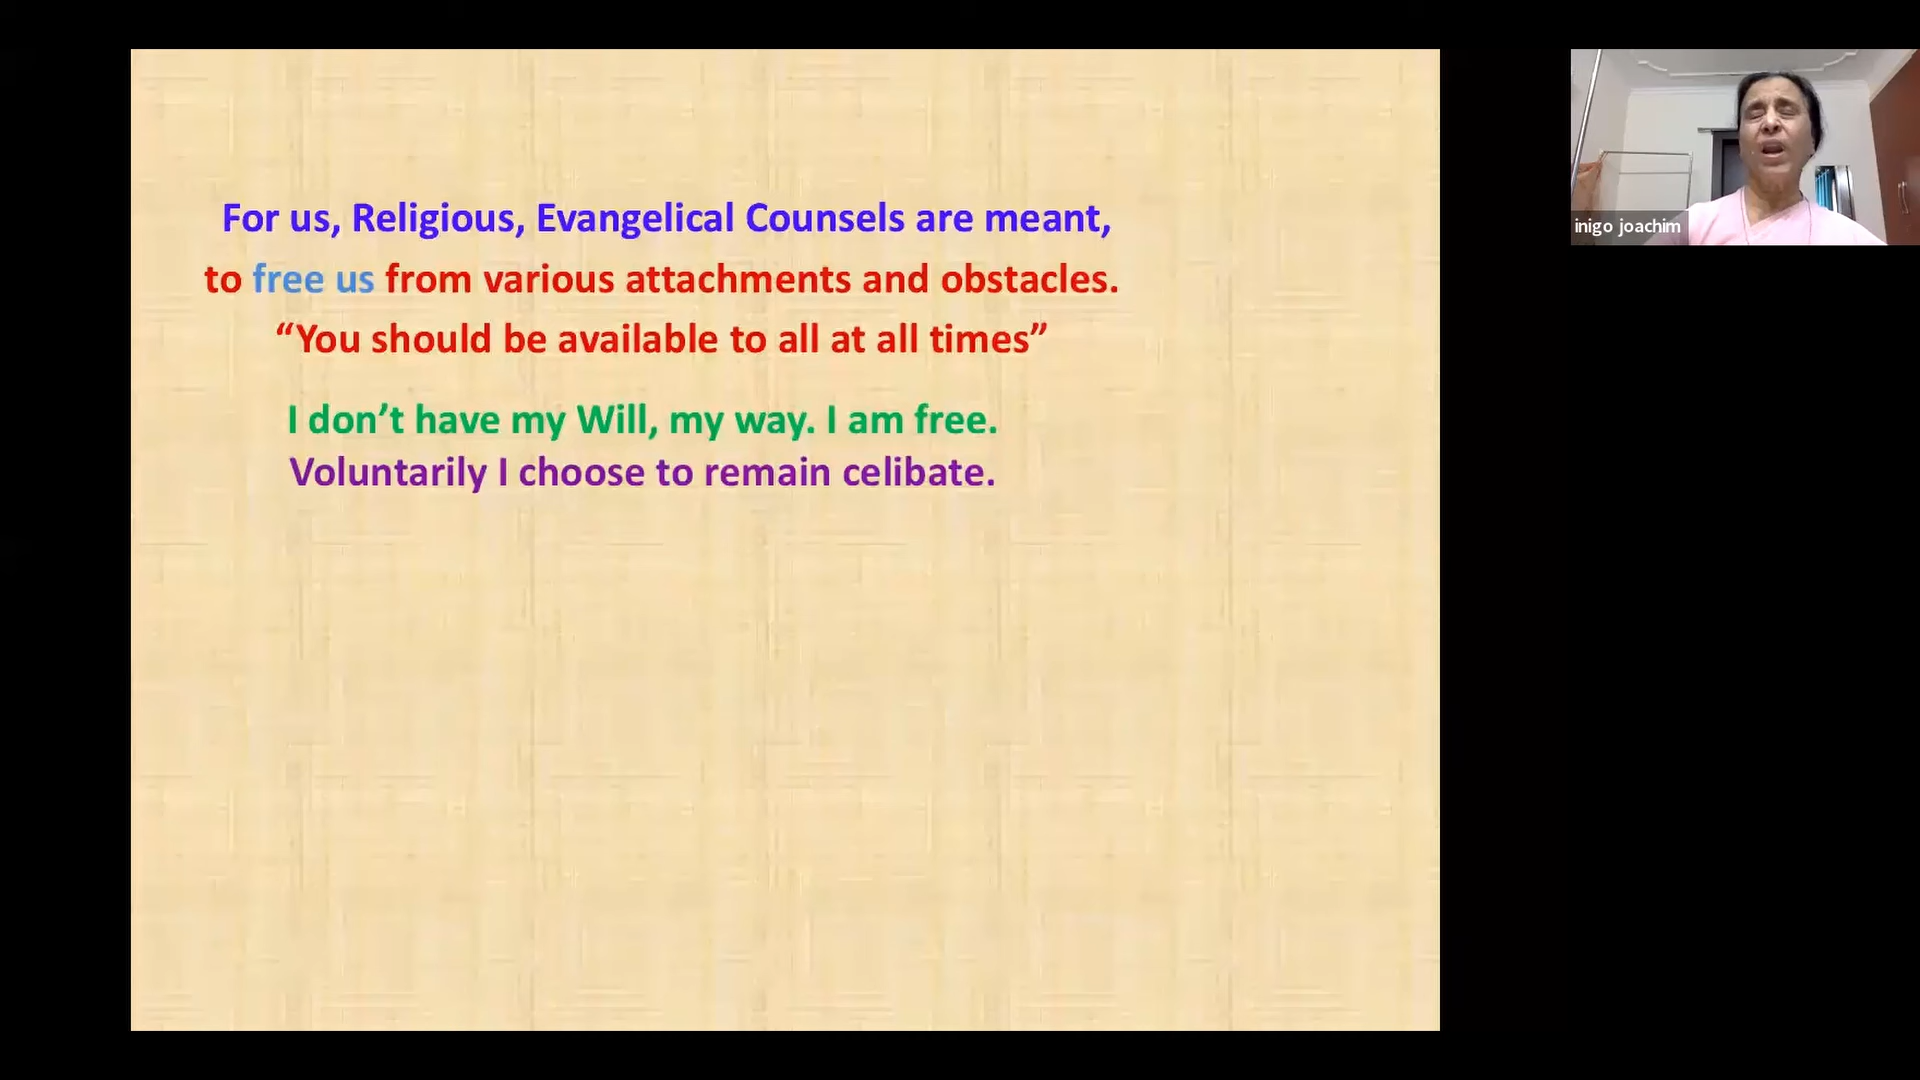 For us, Religious, Evangelical Counsels are meant,
to free us from various attachments and obstacles.
“You should be available to all at all times”
I don’t have my Will, my way. I am free.
Voluntarily I choose to remain celibate.
inigo joachim